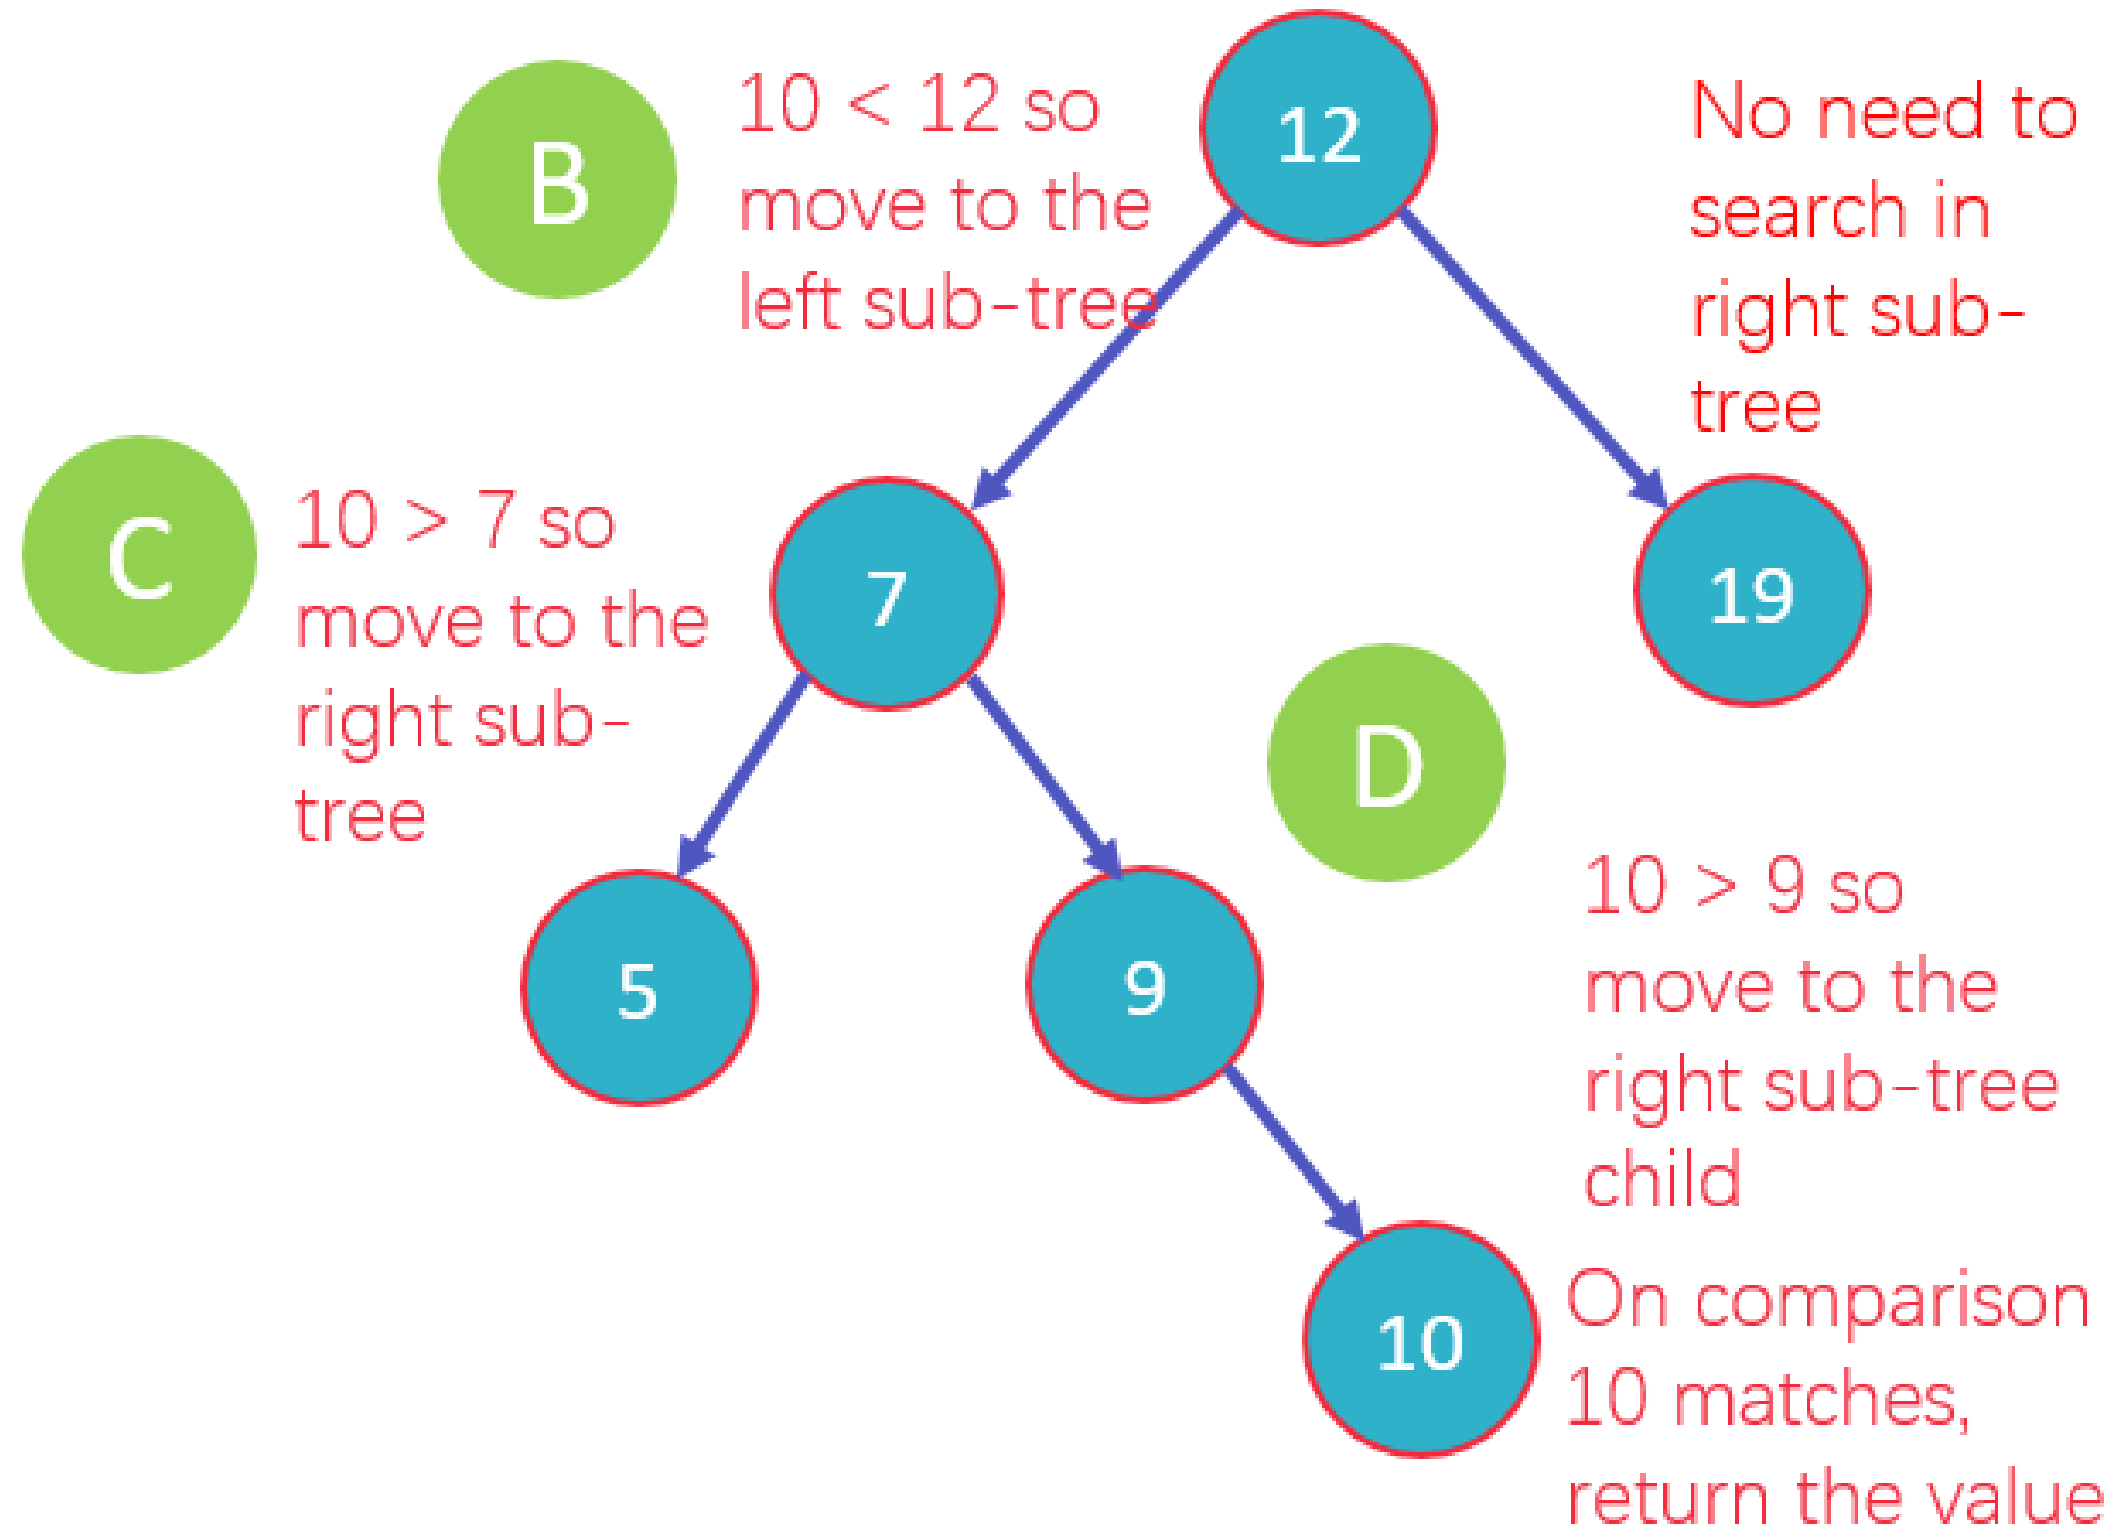 B
10 < 12 so
move to the
left sub-tree
12
No need to
search in
right sub-
tree
C
10 > 7 so
move to the
right sub-
tree
7
19
D
5
9
10 > 9 so
move to the
right sub-tree
child
10
On comparison
10 matches,
return the value